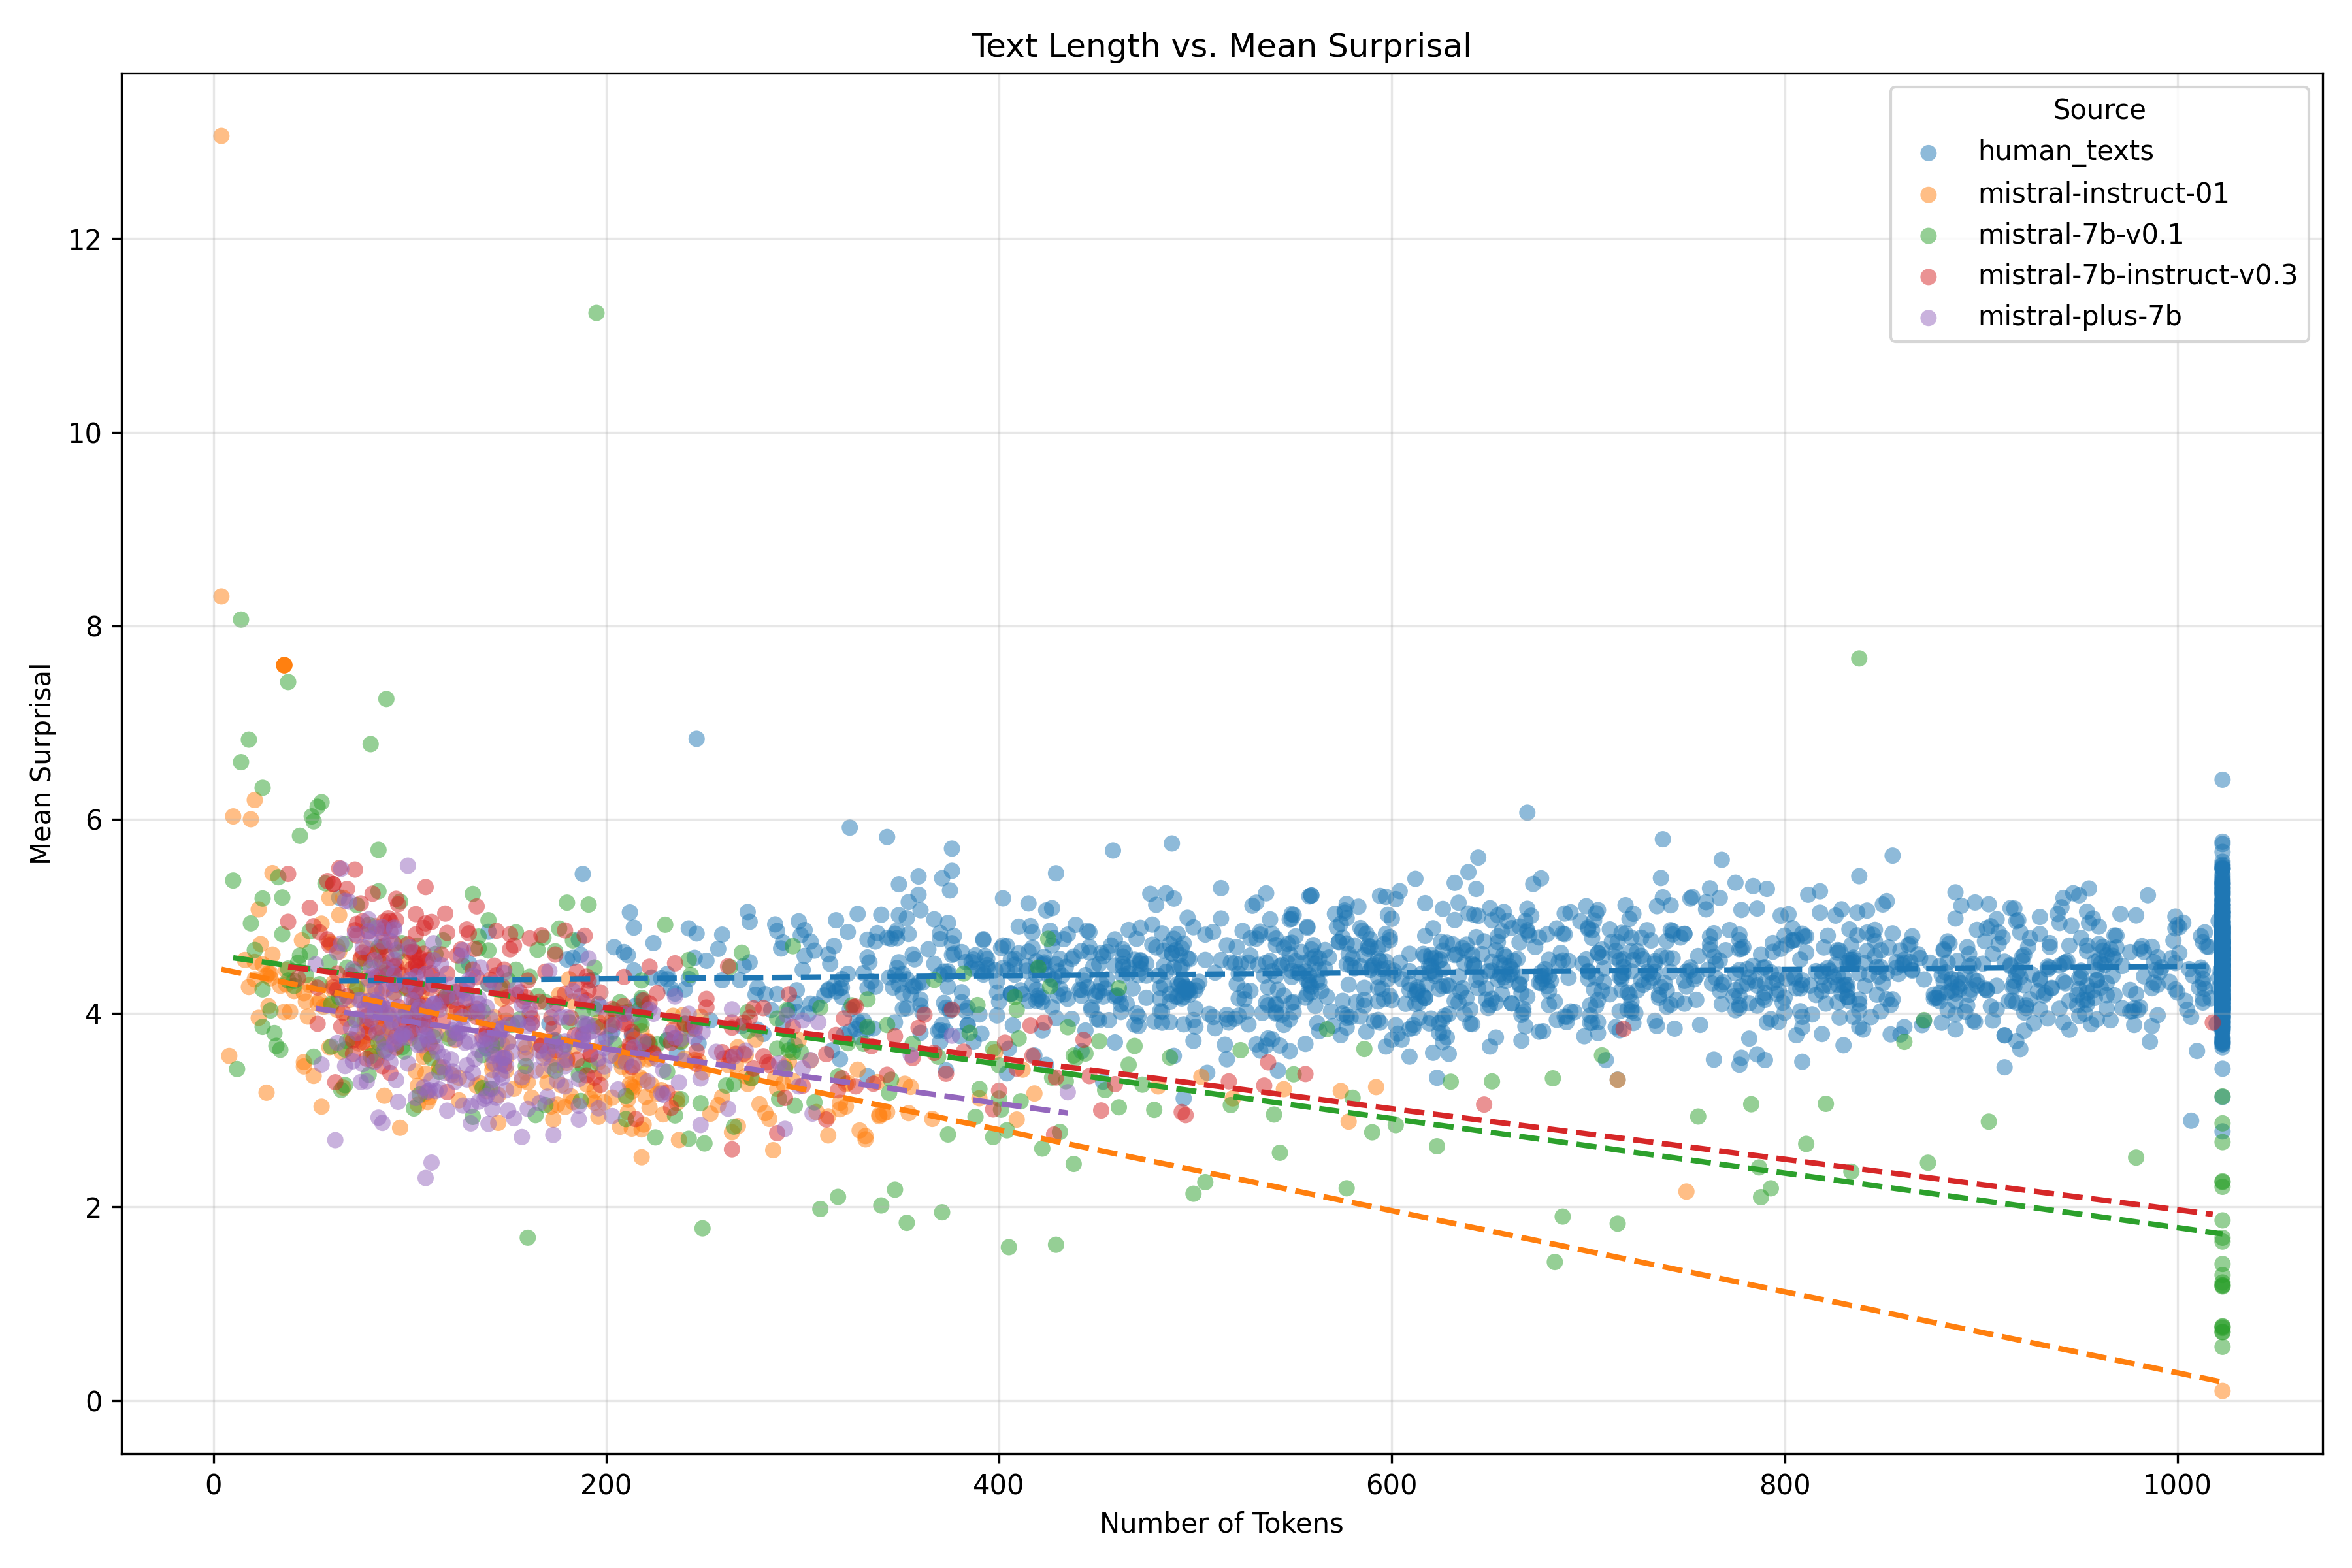 Text Length vs. Mean Surprisal
Source
human_texts
mistral-instruct-01
mistral-7b-v0.1
mistral-7b-instruct-v0.3
mistral-plus-7b
Mean Surprisal
12
10
8
6
4
2
0
0 200 400 600 800 1000
Number of Tokens